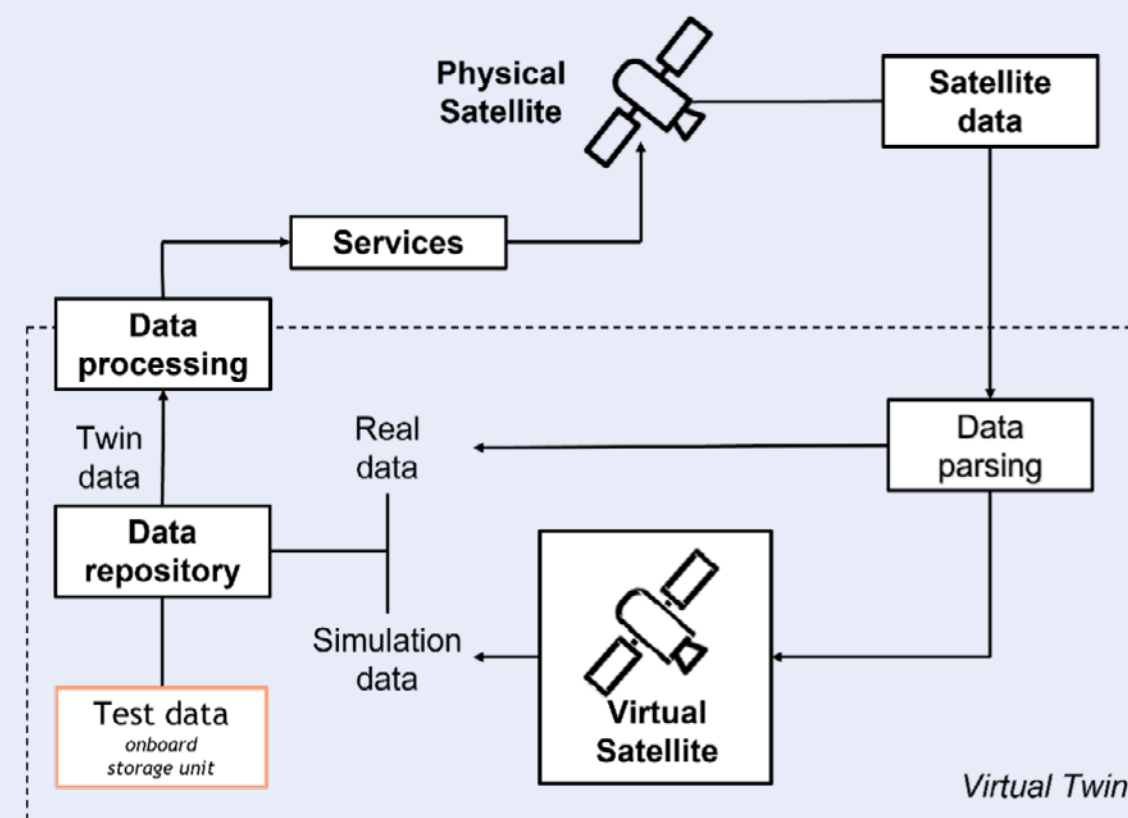 Physical
Satellite
Satellite
data
Services
Data
processing
Twin
data
Real
data
Data
parsing
Data
repository
Simulation
data
Virtual
Satellite
Test data
onboard
storage unit
Virtual Twin